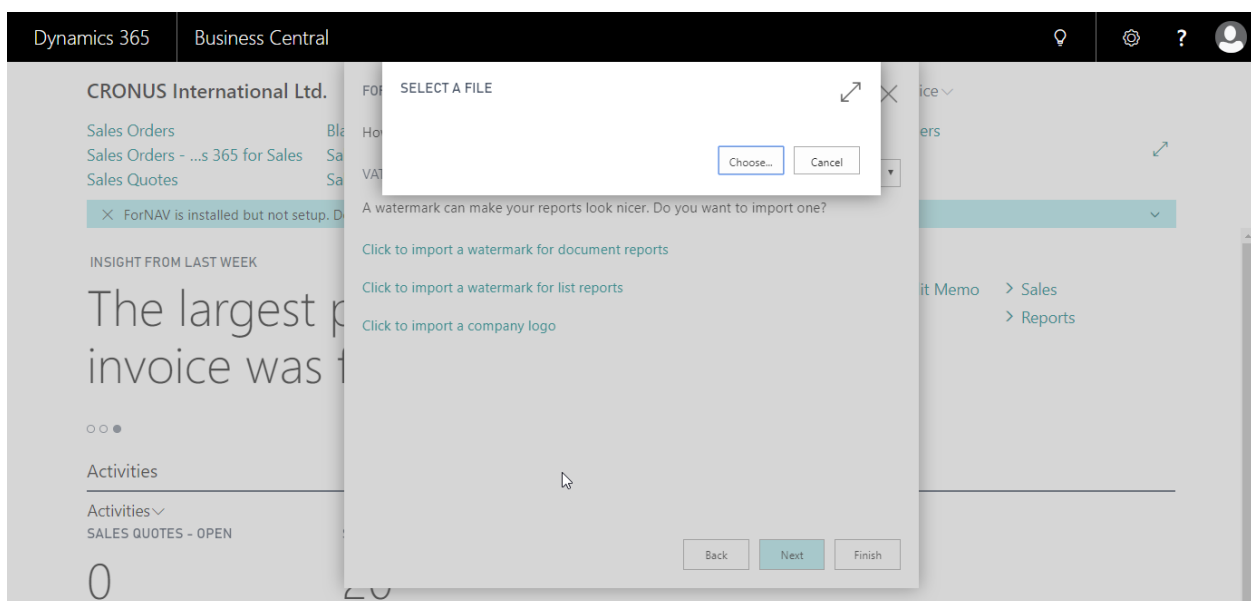 Dynamics 365 Business Central ?
SELECT A FILE
Choose... Cancel
CRONUS International Ltd. ice
Sales Orders
Sales Orders - ...s 365 for Sales
Sales Quotes
Bla
Sa
Sa
FOR
How
VAT
ers
ForNAV is installed but not setup. D
A watermark can make your reports look nicer. Do you want to import one?
Click to import a watermark for document reports
Click to import a watermark for list reports
Click to import a company logo
INSIGHT FROM LAST WEEK
The largest p
invoice was f
it Memo
> Sales
> Reports
Activities
Activities
SALES QUOTES - OPEN
0
20
Back Next Finish